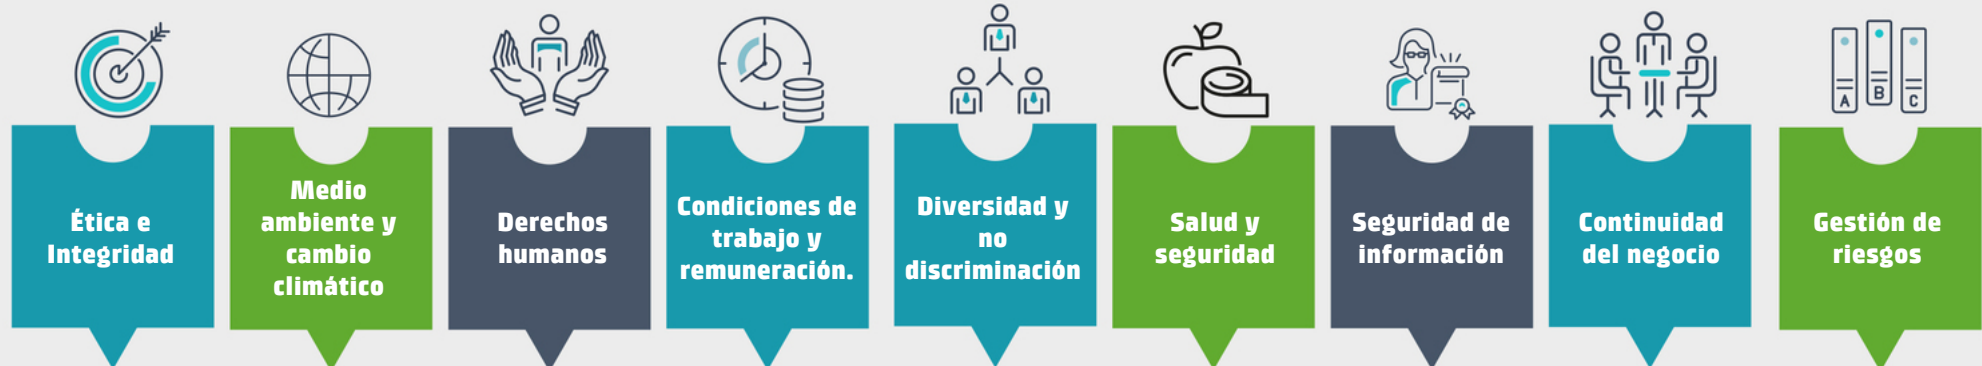 Ética e
Integridad
Medio
ambiente y
cambio
climático
Derechos
humanos
Condiciones de
trabajo y
remuneración.
Diversidad y
no
discriminación
Salud y
seguridad
Seguridad de
información
Continuidad
del negocio
A
B
C
Gestión de
riesgos